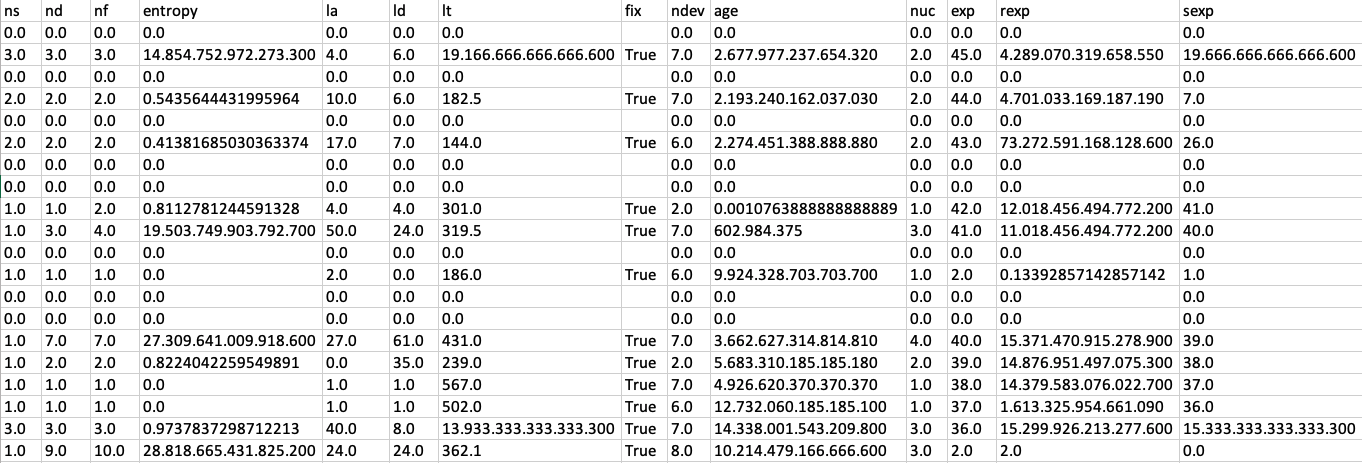 ns nd nf entropy la ld lt fix ndev age nuc exp rexp sexp
0.0 0.0 0.0 0.0 0.0 0.0 0.0 0.0 0.0 0.0 0.0 0.0 0.0
3.0 3.0 3.0 14.854.752.972.273.300 4.0 6.0 19.166.666.666.666.600 True 7.0 2.677.977.237.654.320 2.0 45.0 4.289.070.319.658.550 19.666.666.666.666.600
0.0 0.0 0.0 0.0 0.0 0.0 0.0 0.0 0.0 0.0 0.0 0.0 0.0
2.0 2.0 2.0 0.5435644431995964 10.0 6.0 182.5 True 7.0 2.193.240.162.037.030 2.0 44.0 4.701.033.169.187.190 7.0
0.0 0.0 0.0 0.0 0.0 0.0 0.0 0.0 0.0 0.0 0.0 0.0 0.0
2.0 2.0 2.0 0.41381685030363374 17.0 7.0 144.0 True 6.0 2.274.451.388.888.880 2.0 43.0 73.272.591.168.128.600 26.0
0.0 0.0 0.0 0.0 0.0 0.0 0.0 0.0 0.0 0.0 0.0 0.0 0.0
0.0 0.0 0.0 0.0 0.0 0.0 0.0 0.0 0.0 0.0 0.0 0.0 0.0
1.0 1.0 2.0 0.8112781244591328 4.0 4.0 301.0 True 2.0 0.0010763888888888889 1.0 42.0 12.018.456.494.772.200 41.0
1.0 3.0 4.0 19.503.749.903.792.700 50.0 24.0 319.5 True 7.0 602.984.375 3.0 41.0 11.018.456.494.772.200 40.0
0.0 0.0 0.0 0.0 0.0 0.0 0.0 0.0 0.0 0.0 0.0 0.0 0.0
1.0 1.0 1.0 0.0 2.0 0.0 186.0 True 6.0 9.924.328.703.703.700 1.0 2.0 0.13392857142857142 1.0
0.0 0.0 0.0 0.0 0.0 0.0 0.0 0.0 0.0 0.0 0.0 0.0 0.0
0.0 0.0 0.0 0.0 0.0 0.0 0.0 0.0 0.0 0.0 0.0 0.0 0.0
1.0 7.0 7.0 27.309.641.009.918.600 27.0 61.0 431.0 True 7.0 3.662.627.314.814.810 4.0 40.0 15.371.470.915.278.900 39.0
1.0 2.0 2.0 0.8224042259549891 0.0 35.0 239.0 True 2.0 5.683.310.185.185.180 2.0 39.0 14.876.951.497.075.300 38.0
1.0 1.0 1.0 0.0 1.0 1.0 567.0 True 7.0 4.926.620.370.370.370 1.0 38.0 14.379.583.076.022.700 37.0
1.0 1.0 1.0 0.0 1.0 1.0 502.0 True 6.0 12.732.060.185.185.100 1.0 37.0 1.613.325.954.661.090 36.0
3.0 3.0 3.0 0.9737837298712213 40.0 8.0 13.933.333.333.333.300 True 7.0 14.338.001.543.209.800 3.0 36.0 15.299.926.213.277.600 15.333.333.333.333.300
1.0 9.0 10.0 28.818.665.431.825.200 24.0 24.0 362.1 True 8.0 10.214.479.166.666.600 3.0 2.0 2.0 0.0